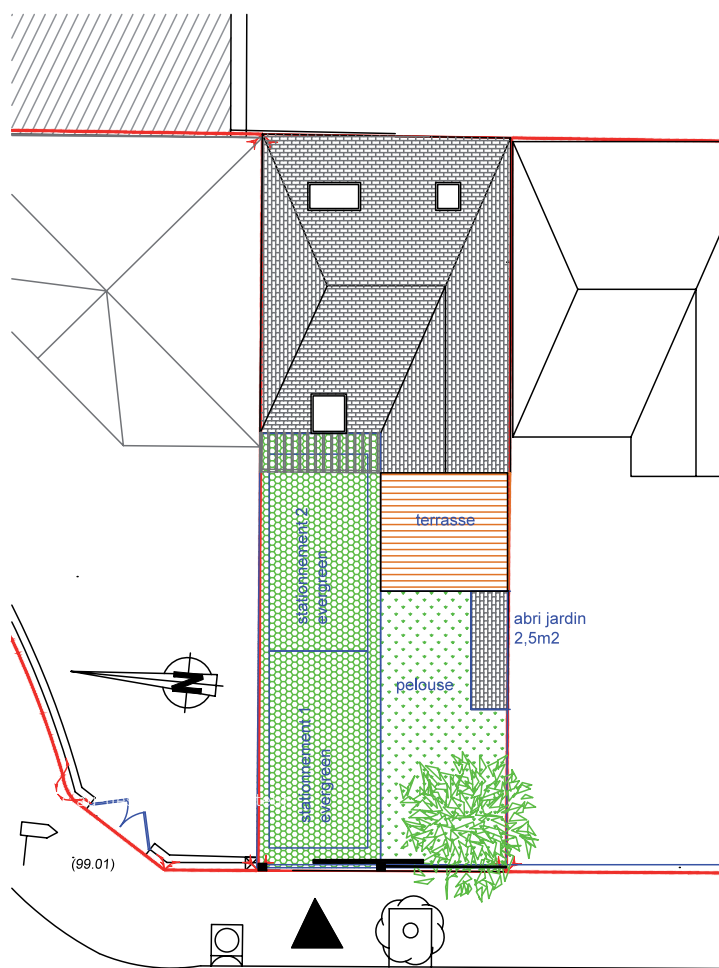 terrasse
stationnement 2
evergreen
abri jardin
2,5m2
pelouse
N
stationnement 1
evergreen
(99.01)